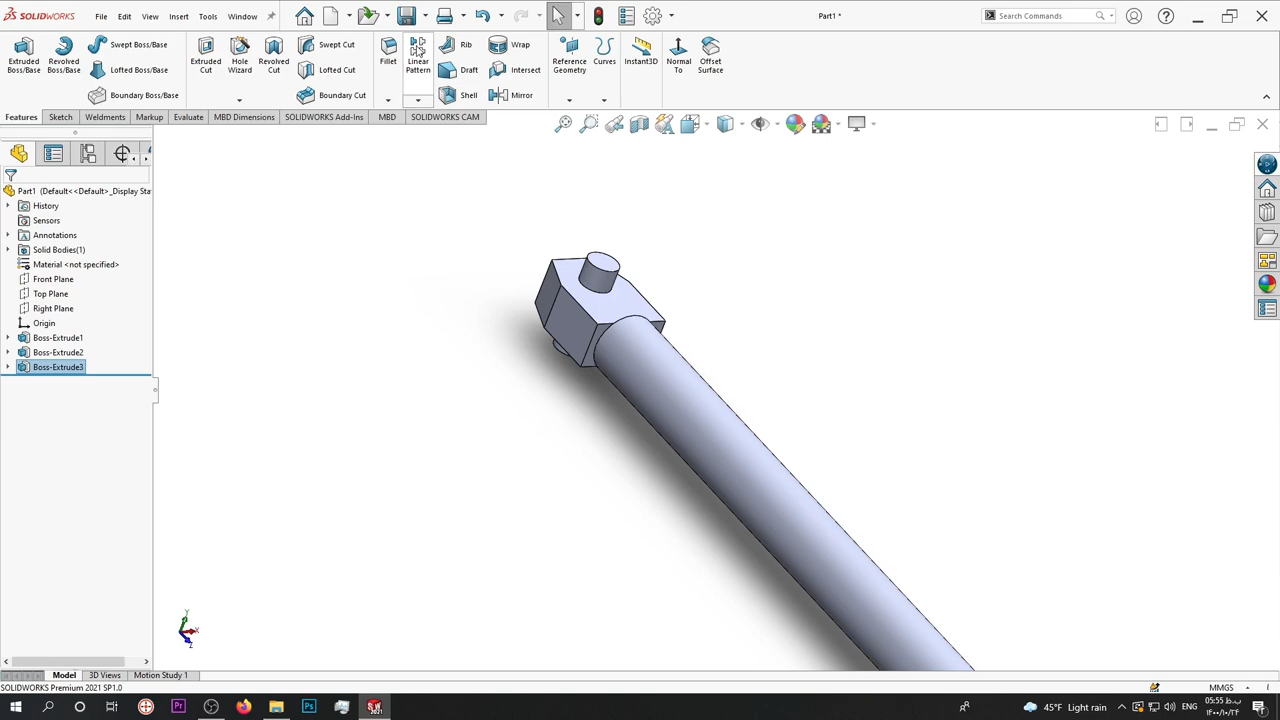 SOLIDWORKS File Edit View Insert Tools Window Part1 * Search Commands
Extruded Boss/Base
Revolved Boss/Base
Swept Boss/Base
Lofted Boss/Base
Boundary Boss/Base
Extruded Cut
Hole Wizard
Revolved Cut
Swept Cut
Lofted Cut
Boundary Cut
Fillet
Linear Pattern
Rib
Draft
Shell
Wrap
Intersect
Mirror
Reference Geometry
Curves
Instant3D
Normal To
Offset Surface
Features Sketch Weldments Markup Evaluate MBD Dimensions SOLIDWORKS Add-Ins MBD SOLIDWORKS CAM
Part1 (Default<<Default>_Display Sta
History
Sensors
Annotations
Solid Bodies(1)
Material <not specified>
Front Plane
Top Plane
Right Plane
Origin
Boss-Extrude1
Boss-Extrude2
Boss-Extrude3
Y
X
Z
Model 3D Views Motion Study 1
SOLIDWORKS Premium 2021 SP1.0 MMGS
45°F Light rain ENG
05:55 ب.ظ
۱۴۰۰/۱۰/۲۴